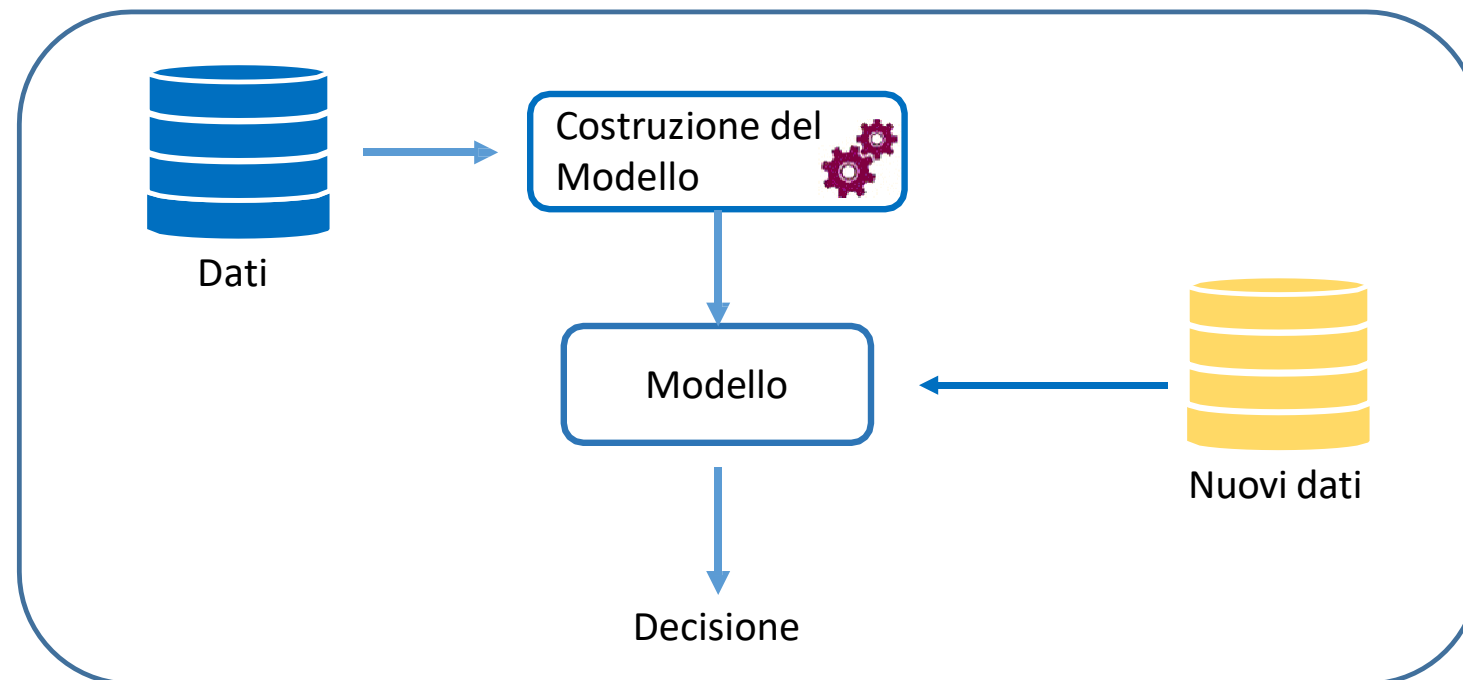 Costruzione del
Modello
Dati
Modello
Nuovi dati
Decisione